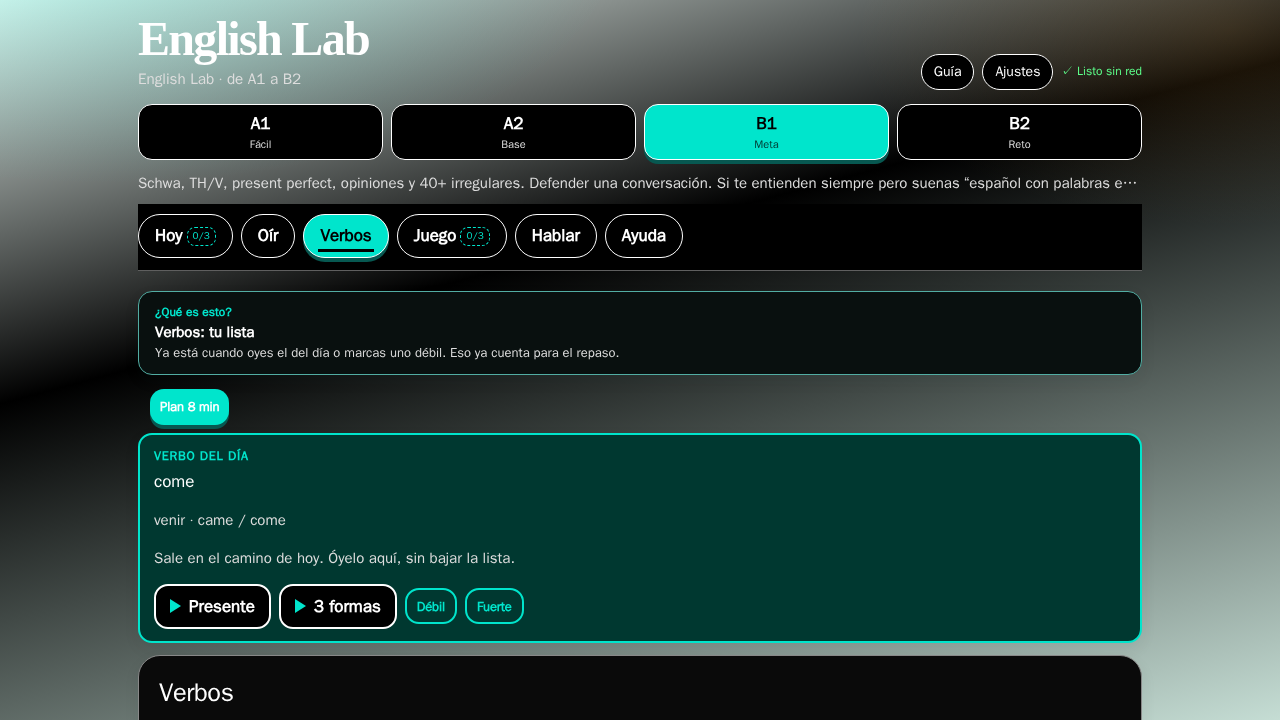 English Lab
English Lab · de A1 a B2
Guía
Ajustes
✓ Listo sin red
A1
Fácil
A2
Base
B1
Meta
B2
Reto
Schwa, TH/V, present perfect, opiniones y 40+ irregulares. Defender una conversación. Si te entienden siempre pero suenas “español con palabras e…
Hoy 0/3
Oír
Verbos
Juego 0/3
Hablar
Ayuda
¿Qué es esto?
Verbos: tu lista
Ya está cuando oyes el del día o marcas uno débil. Eso ya cuenta para el repaso.
Plan 8 min
VERBO DEL DÍA
come
venir · came / come
Sale en el camino de hoy. Óyelo aquí, sin bajar la lista.
Presente
3 formas
Débil
Fuerte
Verbos